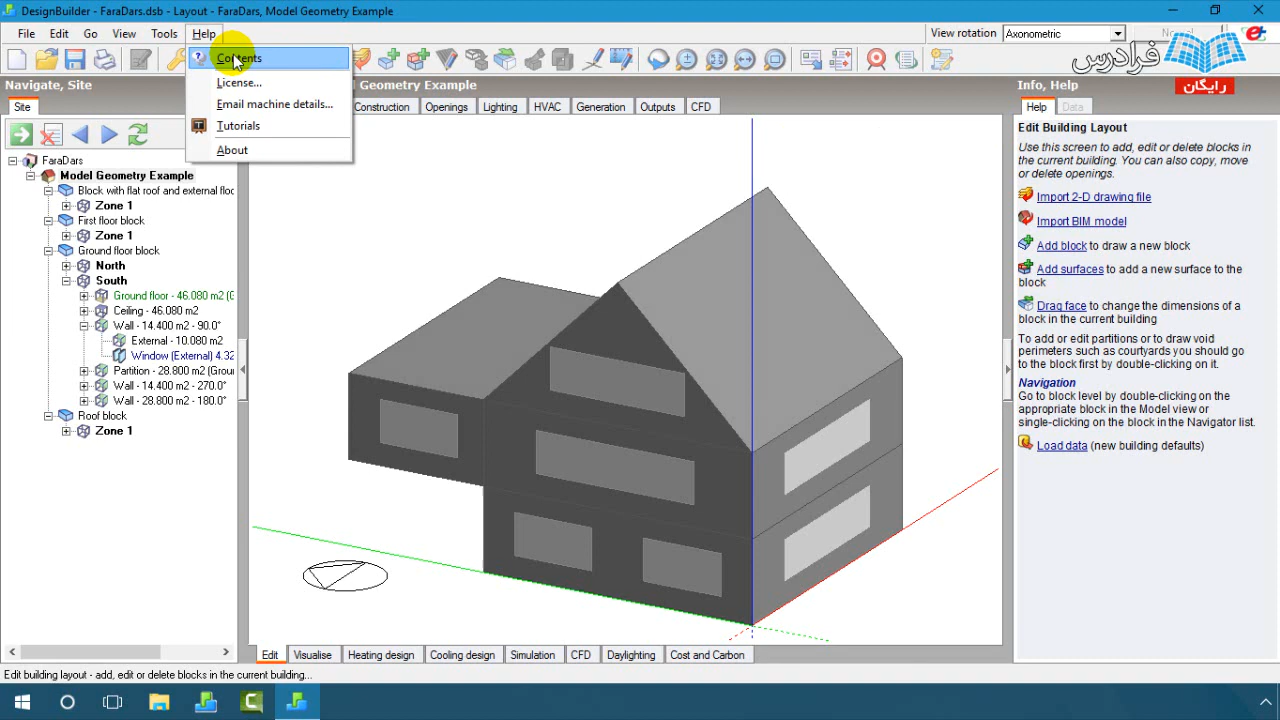 DesignBuilder - FaraDars.dsb - Layout - FaraDars, Model Geometry Example
File Edit Go View Tools Help
View rotation Axonometric Normal
فرادرس
رایگان
Contents
License...
Email machine details...
Tutorials
About
Navigate, Site
Site
FaraDars
Model Geometry Example
Block with flat roof and external floo
Zone 1
First floor block
Zone 1
Ground floor block
North
South
Ground floor - 46.080 m2 (G
Ceiling - 46.080 m2
Wall - 14.400 m2 - 90.0°
External - 10.080 m2
Window (External) 4.32
Partition - 28.800 m2 (Grou
Wall - 14.400 m2 - 270.0°
Wall - 28.800 m2 - 180.0°
Roof block
Zone 1
Geometry Example
Construction Openings Lighting HVAC Generation Outputs CFD
Edit Visualise Heating design Cooling design Simulation CFD Daylighting Cost and Carbon
Info, Help
Help Data
Edit Building Layout
Use this screen to add, edit or delete blocks in
the current building. You can also copy, move
or delete openings.
Import 2-D drawing file
Import BIM model
Add block to draw a new block
Add surfaces to add a new surface to the
block
Drag face to change the dimensions of a
block in the current building
To add or edit partitions or to draw void
perimeters such as courtyards you should go
to the block first by double-clicking on it.
Navigation
Go to block level by double-clicking on the
appropriate block in the Model view or
single-clicking on the block in the Navigator list.
Load data (new building defaults)
Edit building layout - add, edit or delete blocks in the current building...